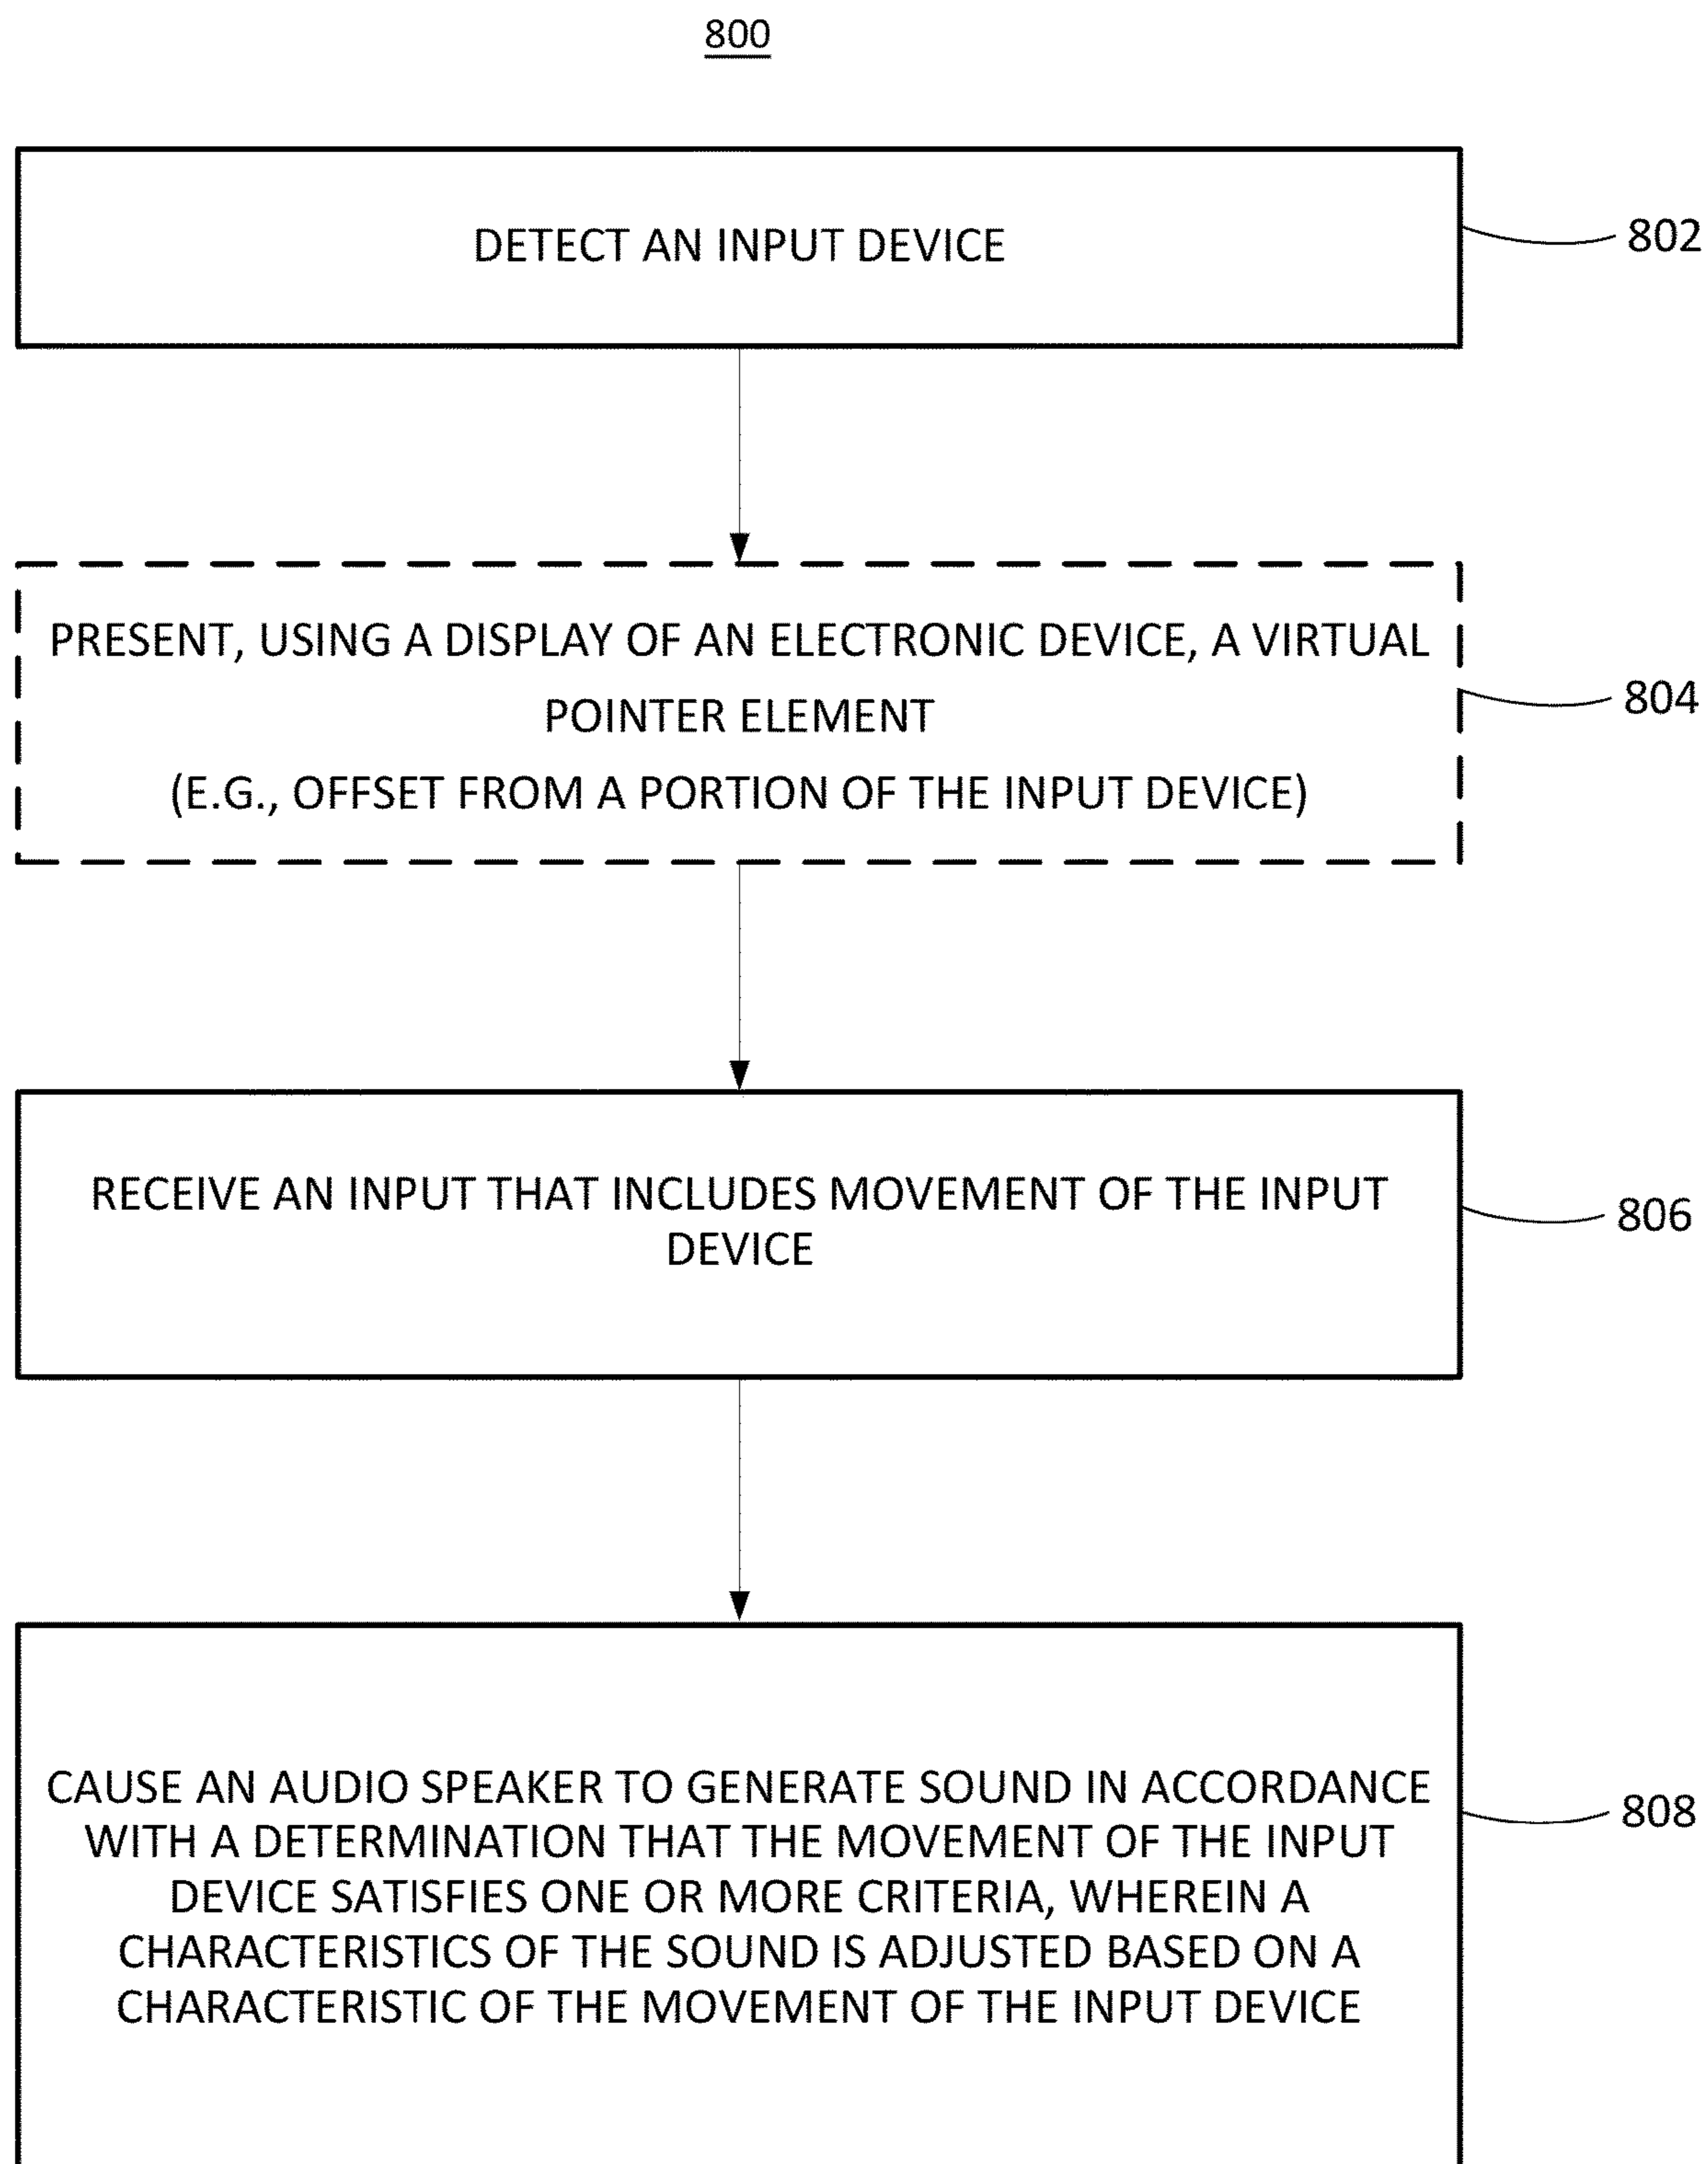 800
DETECT AN INPUT DEVICE
802
PRESENT, USING A DISPLAY OF AN ELECTRONIC DEVICE, A VIRTUAL
POINTER ELEMENT
(E.G., OFFSET FROM A PORTION OF THE INPUT DEVICE)
804
RECEIVE AN INPUT THAT INCLUDES MOVEMENT OF THE INPUT
DEVICE
806
CAUSE AN AUDIO SPEAKER TO GENERATE SOUND IN ACCORDANCE
WITH A DETERMINATION THAT THE MOVEMENT OF THE INPUT
DEVICE SATISFIES ONE OR MORE CRITERIA, WHEREIN A
CHARACTERISTICS OF THE SOUND IS ADJUSTED BASED ON A
CHARACTERISTIC OF THE MOVEMENT OF THE INPUT DEVICE
808